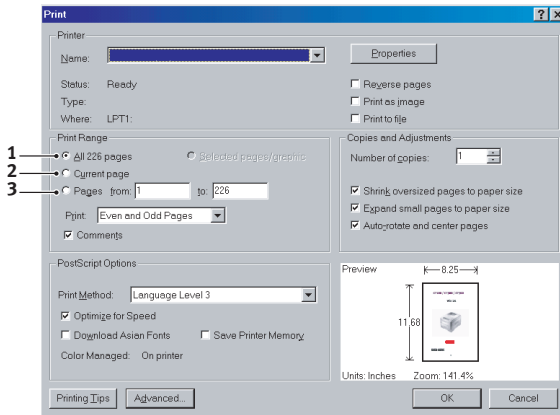 Print
Printer
Name:
Properties
Status: Ready
Reverse pages
Type:
Print as image
Where: LPT1:
Print to file
Print Range
1 All 226 pages
Selected pages/graphic
2 Current page
3 Pages from: 1 to: 226
Print: Even and Odd Pages
Comments
Copies and Adjustments
Number of copies: 1
Shrink oversized pages to paper size
Expand small pages to paper size
Auto-rotate and center pages
PostScript Options
Print Method: Language Level 3
Optimize for Speed
Download Asian Fonts
Save Printer Memory
Color Managed: On printer
Preview
8.25
11.68
Units: Inches Zoom: 141.4%
Printing Tips
Advanced...
OK
Cancel